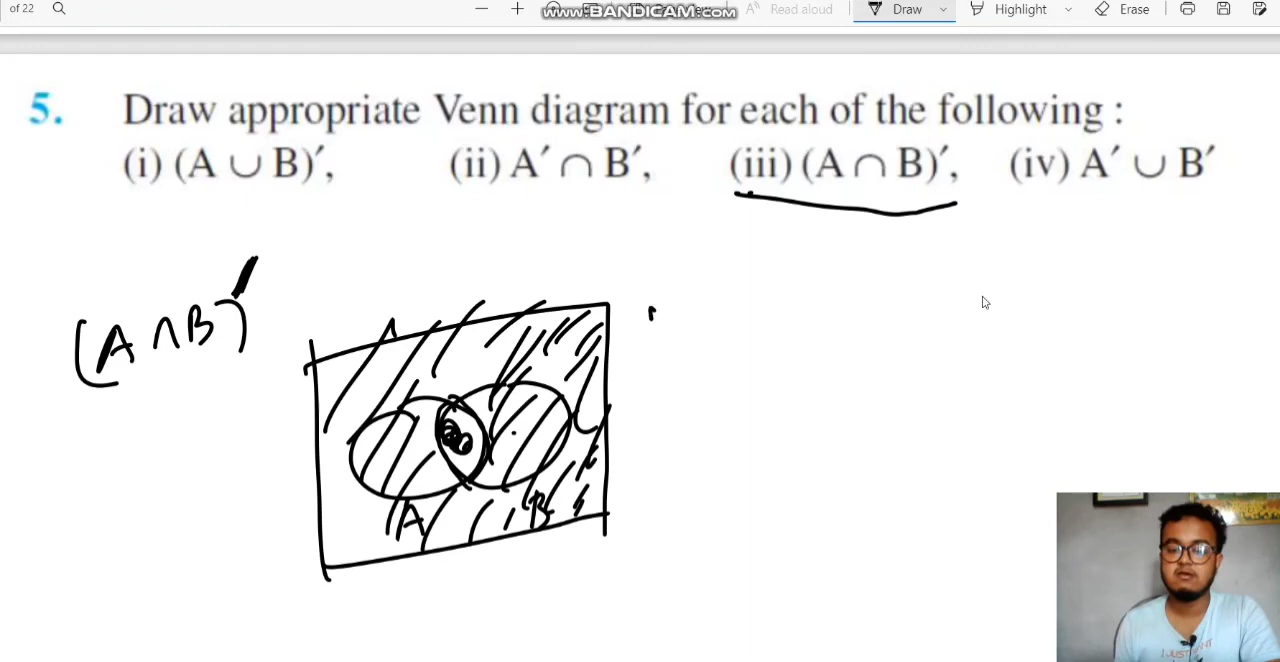 of 22
www.BANDICAM.com
Read aloud
Draw
Highlight
Erase
5. Draw appropriate Venn diagram for each of the following :
(i) (A ∪ B)′, (ii) A′ ∩ B′, (iii) (A ∩ B)′, (iv) A′ ∪ B′
(A ∩ B)′
A B
I JUST